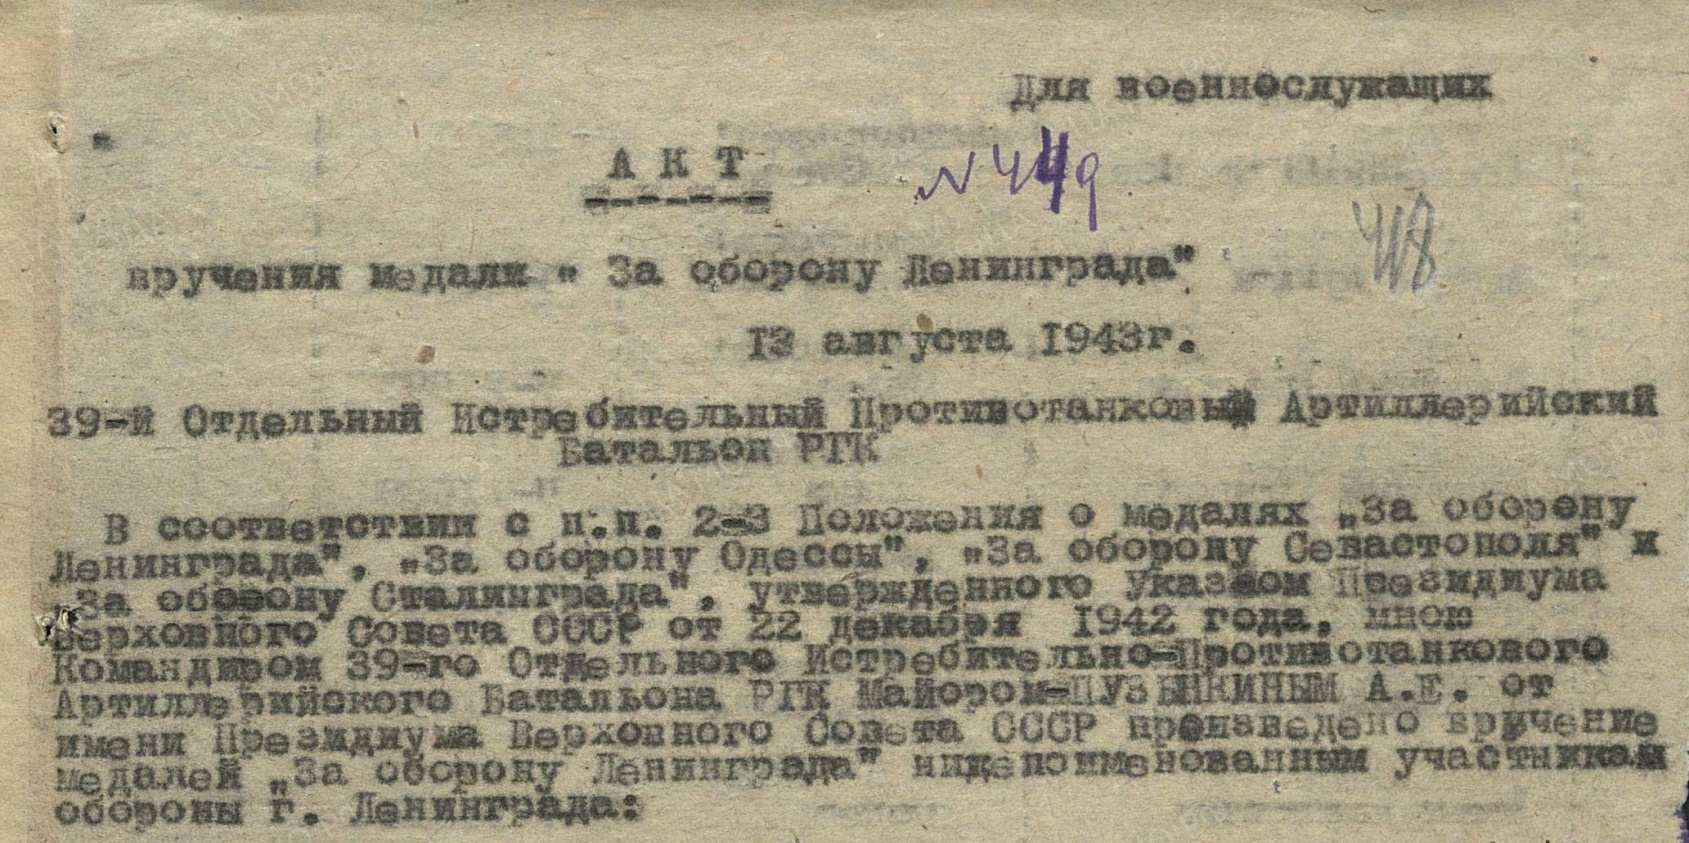 Для военнослужащих
АКТ
N 449
418
вручения медали " За оборону Ленинграда"
13 августа 1943г.
39-й Отдельный Истребительный Противотанковый Артиллерийский
Батальон РГК
В соответствии с п.п. 2-3 Положения о медалях „За оборону
Ленинграда", „За оборону Одессы", „За оборону Севастополя" и
„За оборону Сталинграда", утвержденного Указом Президиума
Верховного Совета СССР от 22 декабря 1942 года, мною
Командиром 39-го Отдельного Истребительно-Противотанкового
Артиллерийского Батальона РГК Майором-ПУЗЫНКИНЫМ А.Е. от
имени Президиума Верховного Совета СССР произведено вручение
медалей „За оборону Ленинграда" нижепоименованным участникам
обороны г. Ленинграда: